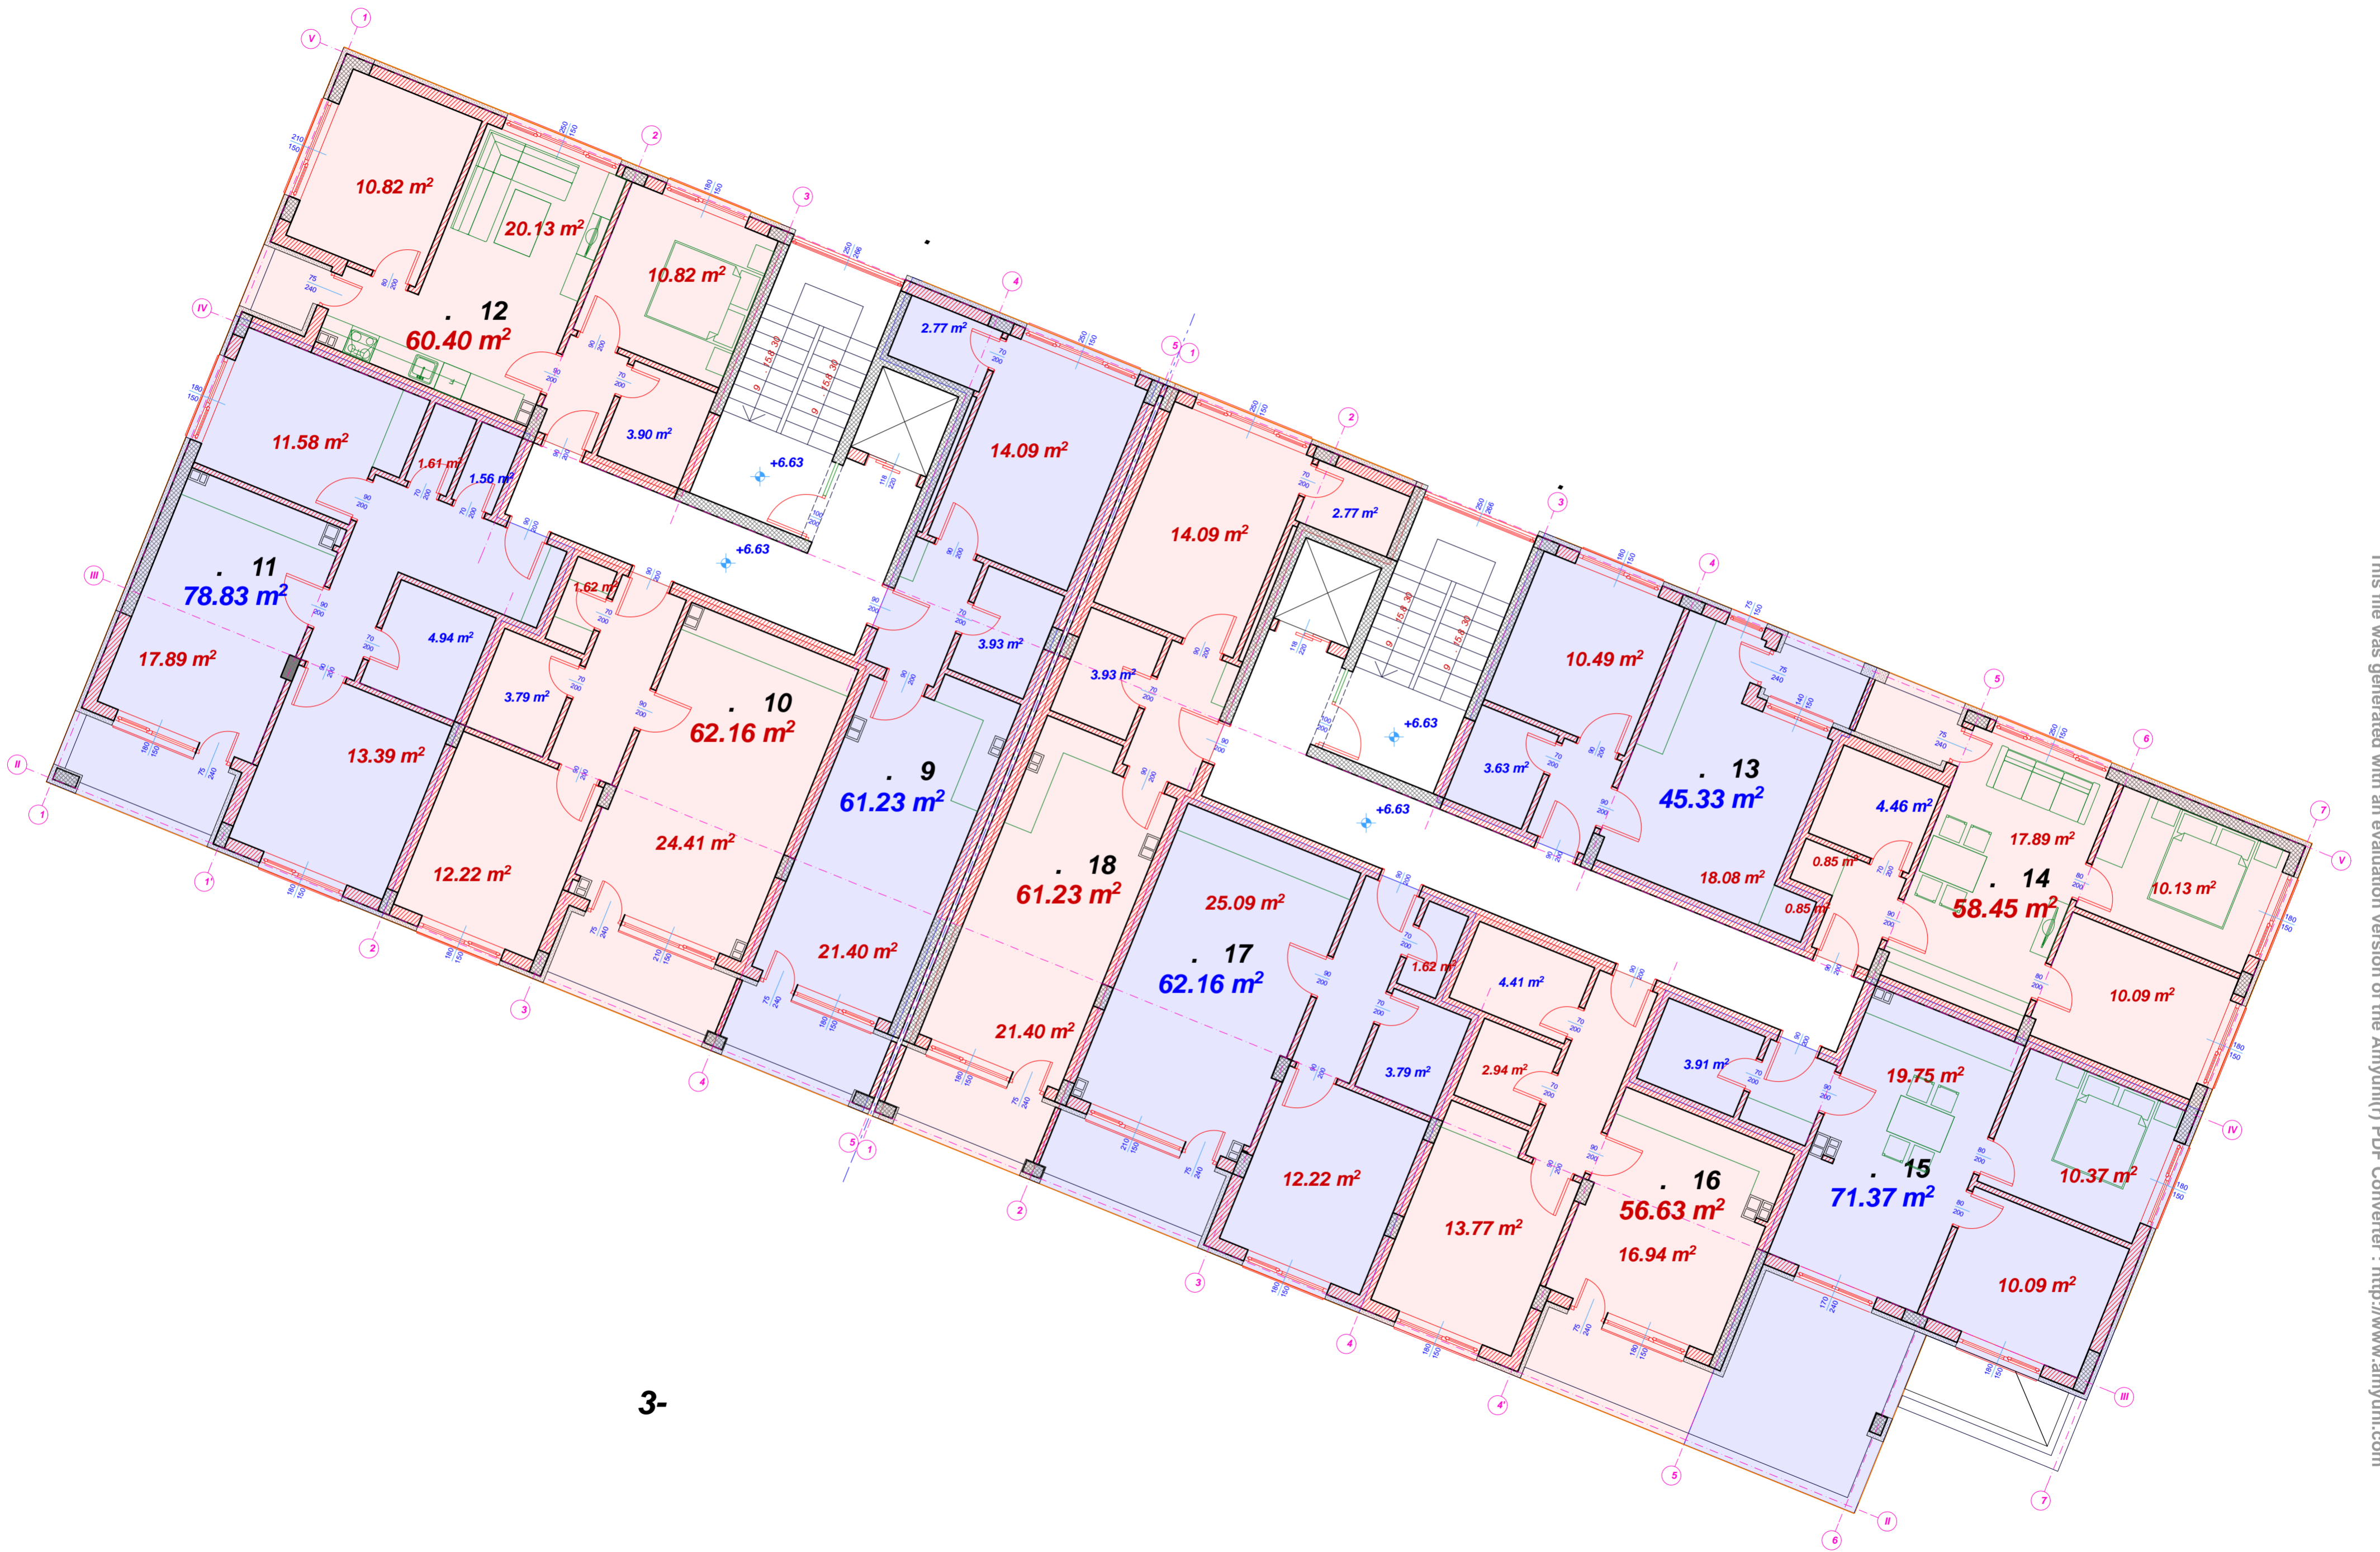 10.82 m²
20.13 m²
10.82 m²
. 12
60.40 m²
3.90 m²
11.58 m²
1.61 m²
1.56 m²
. 11
78.83 m²
17.89 m²
4.94 m²
13.39 m²
1.62 m²
3.79 m²
. 10
62.16 m²
24.41 m²
12.22 m²
2.77 m²
14.09 m²
3.93 m²
. 9
61.23 m²
21.40 m²
+6.63
+6.63
14.09 m²
2.77 m²
3.93 m²
. 18
61.23 m²
21.40 m²
25.09 m²
. 17
62.16 m²
1.62 m²
3.79 m²
12.22 m²
+6.63
+6.63
10.49 m²
3.63 m²
. 13
45.33 m²
18.08 m²
4.46 m²
0.85 m²
0.85 m²
17.89 m²
. 14
58.45 m²
10.13 m²
10.09 m²
4.41 m²
2.94 m²
13.77 m²
. 16
56.63 m²
16.94 m²
3.91 m²
19.75 m²
. 15
71.37 m²
10.37 m²
10.09 m²
3-
This file was generated with an evaluation version of the Amyuni(r) PDF Converter : http://www.amyuni.com